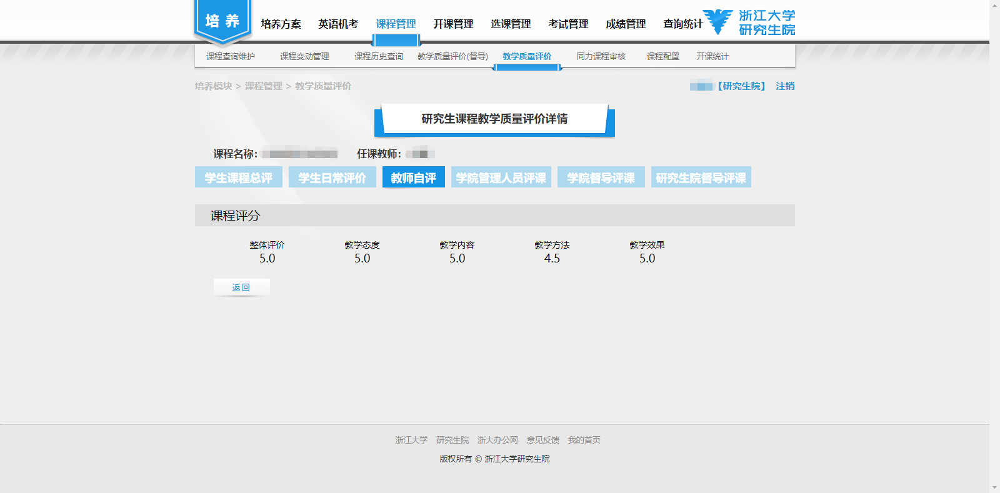 培养 培养方案 英语机考 课程管理 开课管理 选课管理 考试管理 成绩管理 查询统计 浙江大学
研究生院
课程查询维护 课程变动管理 课程历史查询 教学质量评价(督导) 教学质量评价 同力课程审核 课程配置 开课统计
培养模块 > 课程管理 > 教学质量评价 【研究生院】 注销
研究生课程教学质量评价详情
课程名称： 任课教师：
学生课程总评 学生日常评价 教师自评 学院管理人员评课 学院督导评课 研究生院督导评课
课程评分
整体评价 教学态度 教学内容 教学方法 教学效果
5.0 5.0 5.0 4.5 5.0
返回
浙江大学 研究生院 浙大办公网 意见反馈 我的首页
版权所有 © 浙江大学研究生院